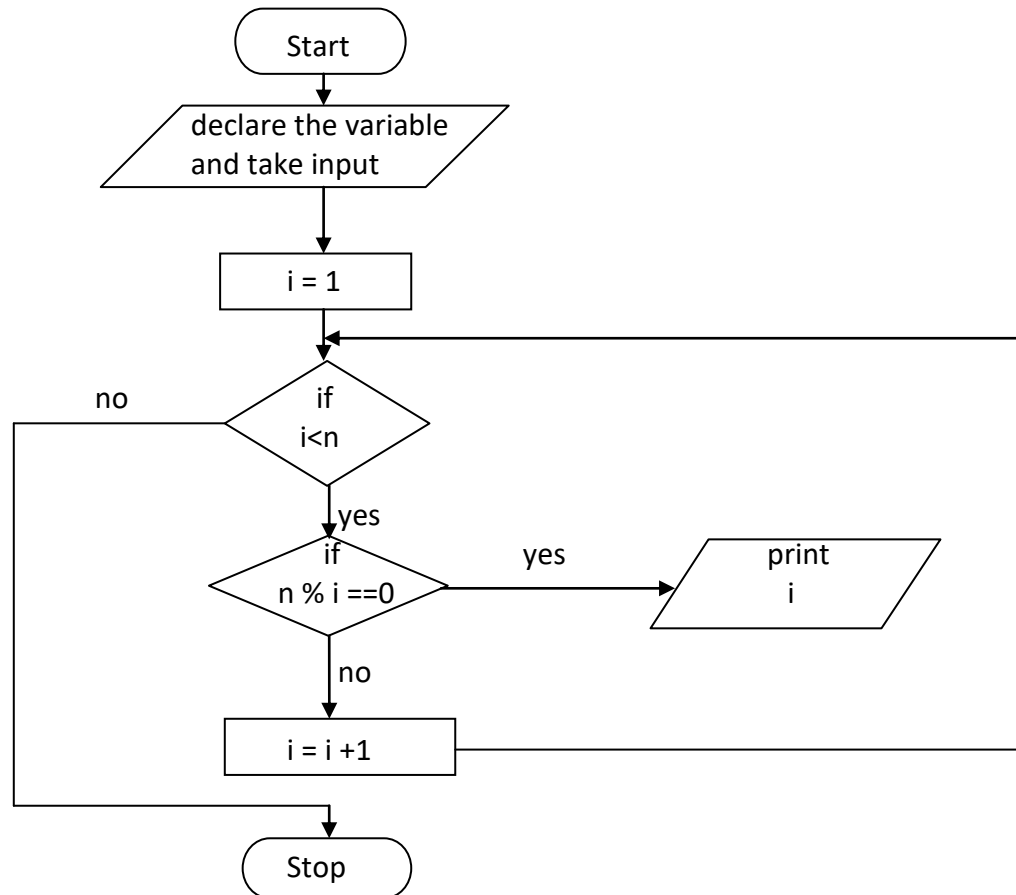 Start
declare the variable
and take input
i = 1
if
i<n
no
yes
if
n % i ==0
yes
print
i
no
i = i +1
Stop